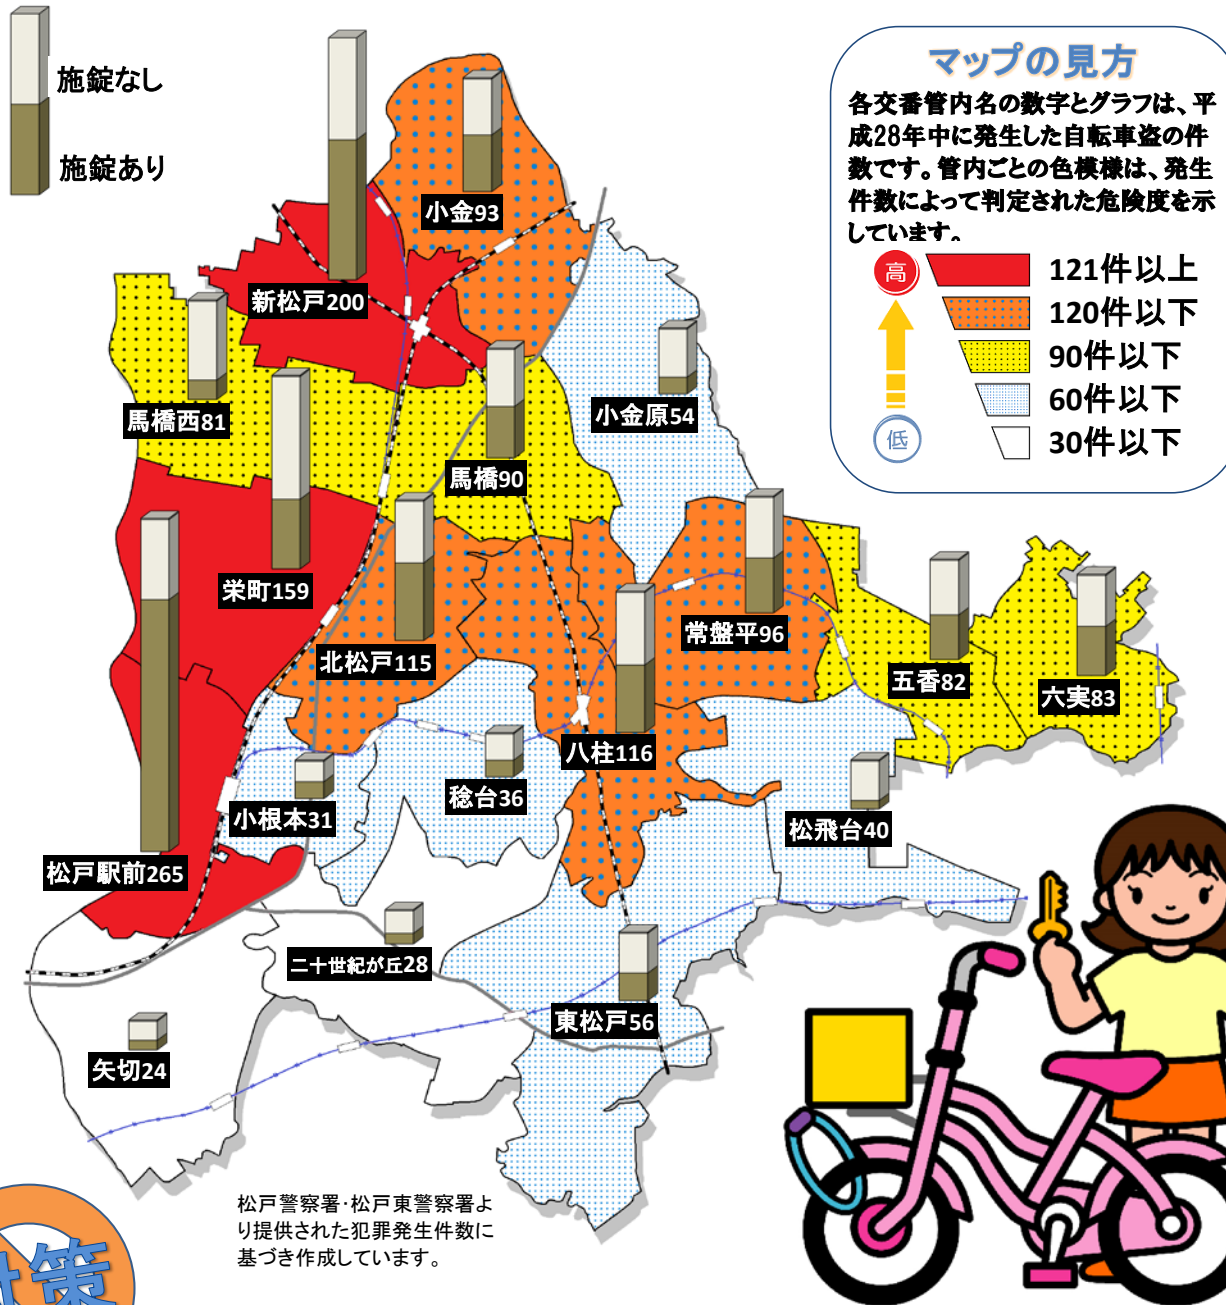 施錠なし
施錠あり
マップの見方
各交番管内名の数字とグラフは、平
成28年中に発生した自転車盗の件
数です。管内ごとの色模様は、発生
件数によって判定された危険度を示
しています。
高
121件以上
120件以下
90件以下
60件以下
低
30件以下
小金93
新松戸200
馬橋西81
小金原54
馬橋90
栄町159
北松戸115
常盤平96
五香82
六実83
八柱116
稔台36
小根本31
松飛台40
松戸駅前265
二十世紀が丘28
東松戸56
矢切24
松戸警察署・松戸東警察署よ
り提供された犯罪発生件数に
基づき作成しています。
対策